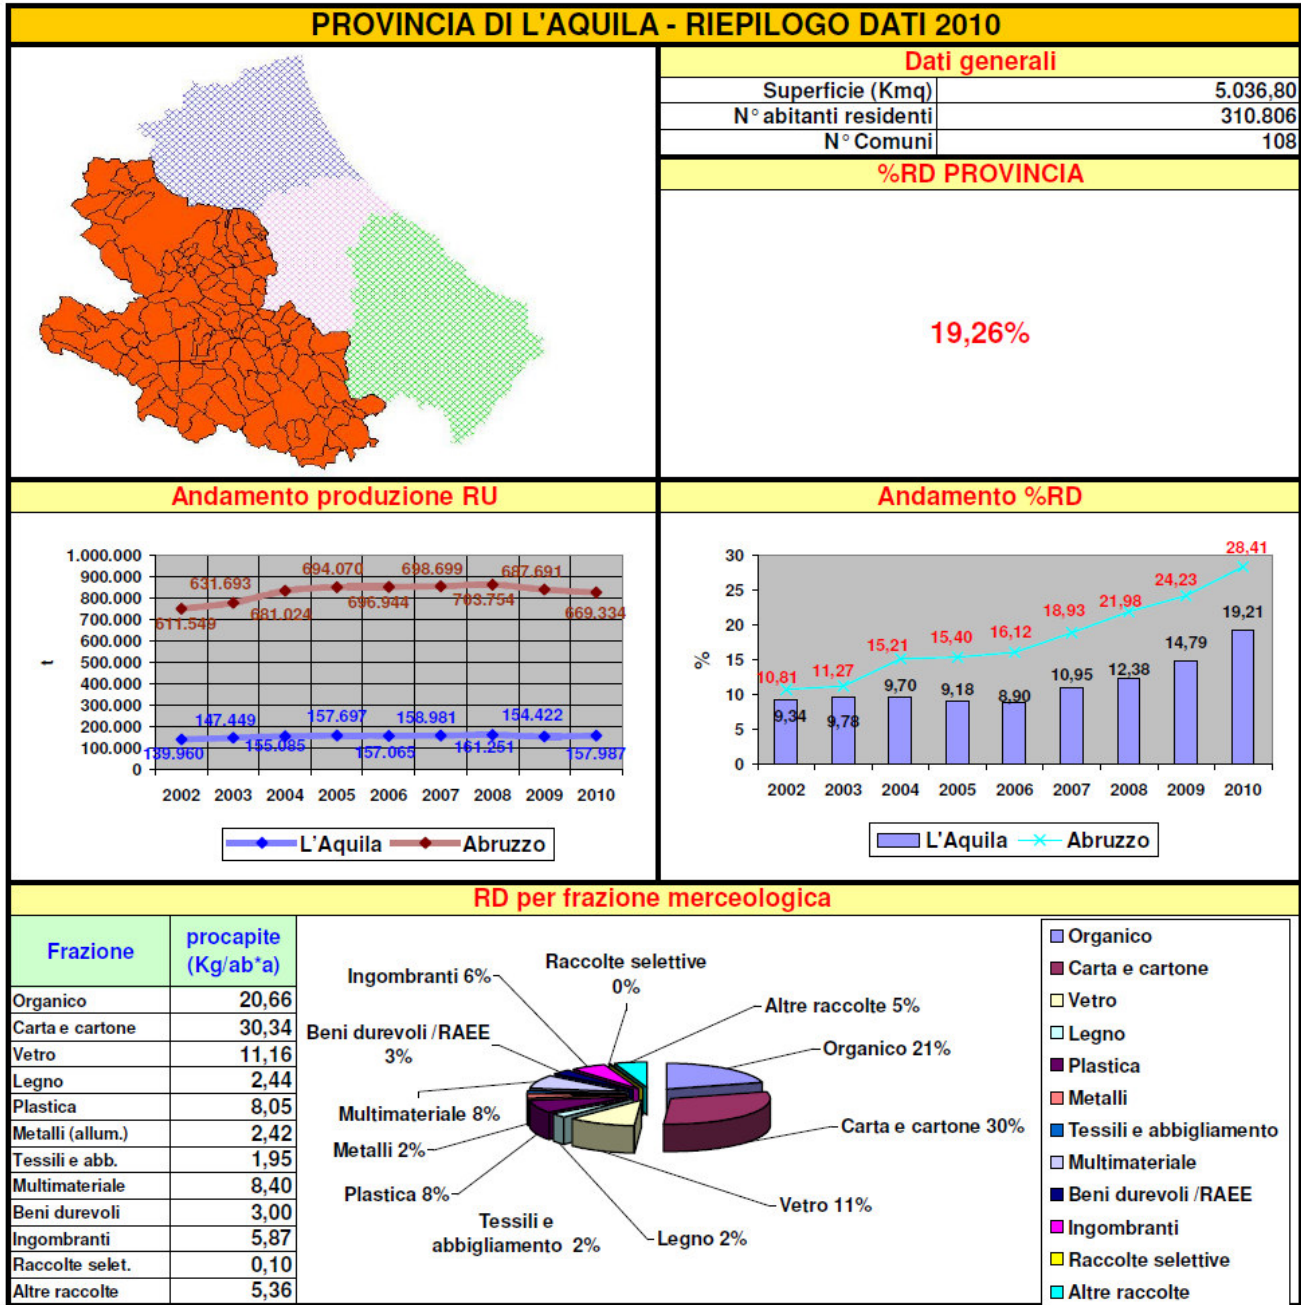 PROVINCIA DI L'AQUILA - RIEPILOGO DATI 2010
Dati generali
Superficie (Kmq) 5.036,80
N° abitanti residenti 310.806
N° Comuni 108
%RD PROVINCIA
19,26%
Andamento produzione RU
1.000.000
900.000
800.000
700.000
600.000
500.000
400.000
300.000
200.000
100.000
0
t
611.549
631.693
681.024
694.070
696.944
698.699
703.754
687.691
669.334
139.960
147.449
155.085
157.697
157.065
158.981
161.251
154.422
157.987
2002 2003 2004 2005 2006 2007 2008 2009 2010
L'Aquila Abruzzo
Andamento %RD
30
25
20
15
10
5
0
%
10,81
11,27
15,21
15,40
16,12
18,93
21,98
24,23
28,41
9,34
9,78
9,70
9,18
8,90
10,95
12,38
14,79
19,21
2002 2003 2004 2005 2006 2007 2008 2009 2010
L'Aquila Abruzzo
RD per frazione merceologica
Frazione procapite (Kg/ab*a)
Organico 20,66
Carta e cartone 30,34
Vetro 11,16
Legno 2,44
Plastica 8,05
Metalli (allum.) 2,42
Tessili e abb. 1,95
Multimateriale 8,40
Beni durevoli 3,00
Ingombranti 5,87
Raccolte selet. 0,10
Altre raccolte 5,36
Raccolte selettive
0%
Ingombranti 6%
Altre raccolte 5%
Beni durevoli /RAEE
3%
Organico 21%
Multimateriale 8%
Carta e cartone 30%
Metalli 2%
Plastica 8%
Vetro 11%
Tessili e
abbigliamento 2%
Legno 2%
Organico
Carta e cartone
Vetro
Legno
Plastica
Metalli
Tessili e abbigliamento
Multimateriale
Beni durevoli /RAEE
Ingombranti
Raccolte selettive
Altre raccolte